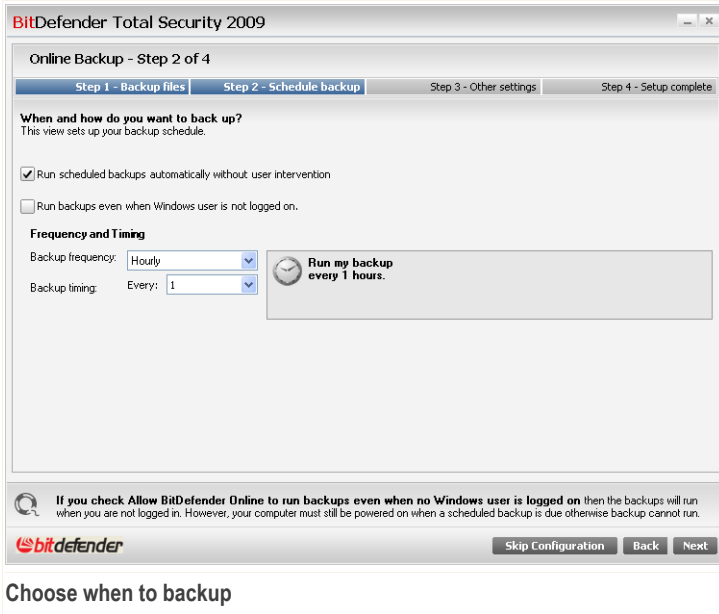 BitDefender Total Security 2009
Online Backup - Step 2 of 4
Step 1 - Backup files Step 2 - Schedule backup Step 3 - Other settings Step 4 - Setup complete
When and how do you want to back up?
This view sets up your backup schedule.
Run scheduled backups automatically without user intervention
Run backups even when Windows user is not logged on.
Frequency and Timing
Backup frequency: Hourly
Run my backup
every 1 hours.
Backup timing: Every: 1
If you check Allow BitDefender Online to run backups even when no Windows user is logged on then the backups will run
when you are not logged in. However, your computer must still be powered on when a scheduled backup is due otherwise backup cannot run.
bitdefender
Skip Configuration Back Next
Choose when to backup